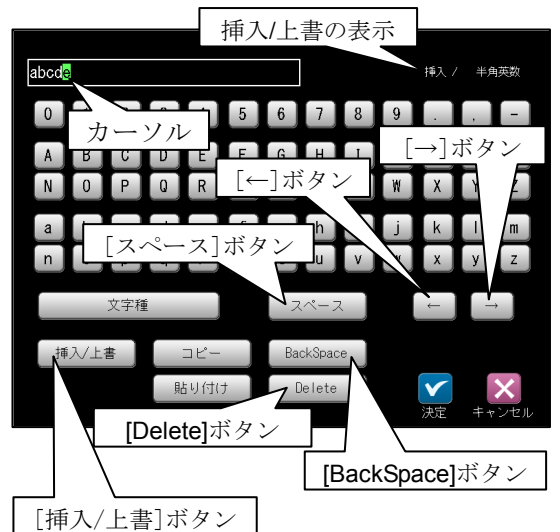 挿入/上書の表示
abcde
挿入 / 半角英数
0 5 6 7 8 9 . , -
カーソル
[→]ボタン
A B C D E F G H I
[←]ボタン
N O P Q R W X Y Z
a h j k l m
[スペース]ボタン
n u v w x y z
文字種 スペース ← →
挿入/上書 コピー BackSpace
貼り付け Delete
決定 キャンセル
[Delete]ボタン
[BackSpace]ボタン
[挿入/上書]ボタン